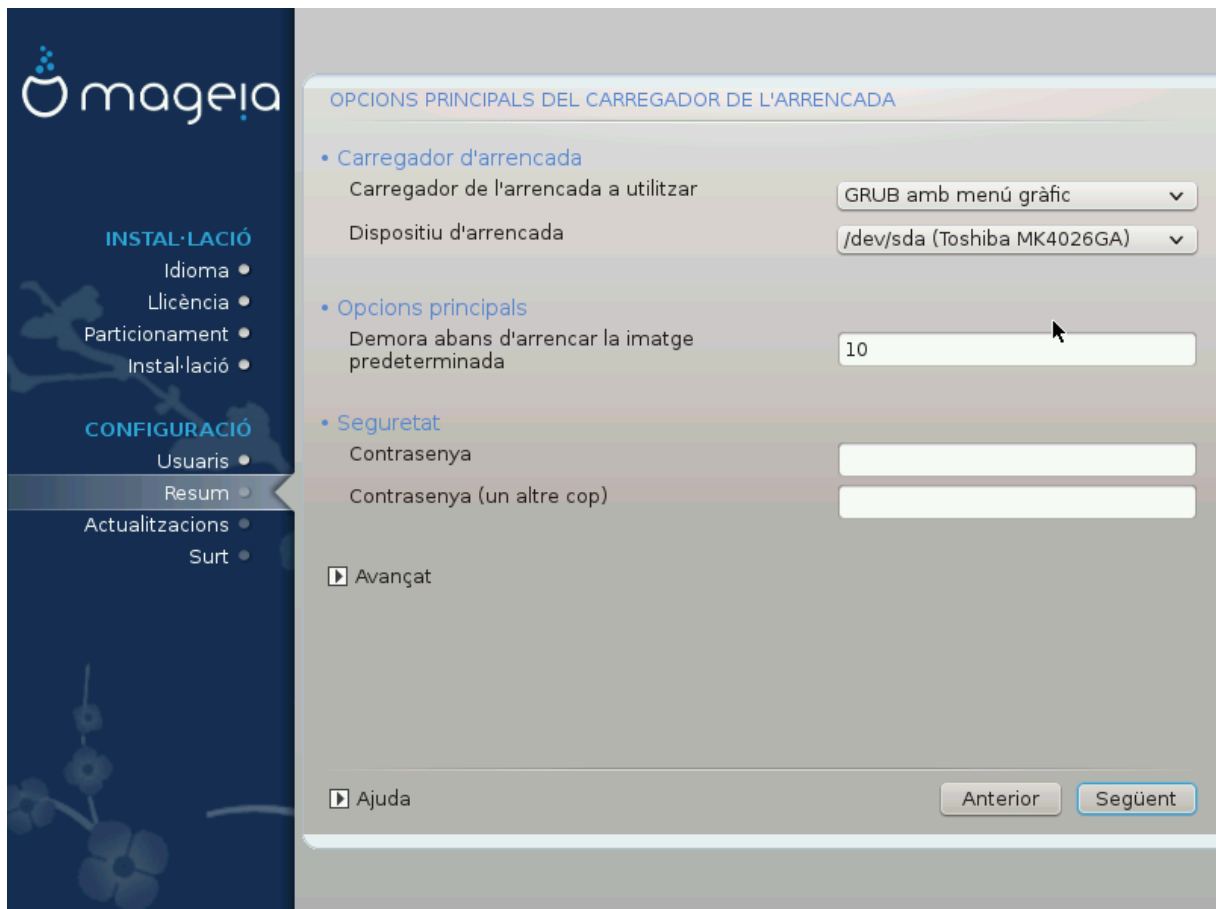 mageia
INSTAL·LACIÓ
Idioma
Llicència
Particionament
Instal·lació
CONFIGURACIÓ
Usuaris
Resum
Actualitzacions
Surt
OPCIONS PRINCIPALS DEL CARREGADOR DE L'ARRENCADA
• Carregador d'arrencada
Carregador de l'arrencada a utilitzar
GRUB amb menú gràfic
Dispositiu d'arrencada
/dev/sda (Toshiba MK4026GA)
• Opcions principals
Demora abans d'arrencar la imatge
predeterminada
10
• Seguretat
Contrasenya
Contrasenya (un altre cop)
Avançat
Ajuda
Anterior
Següent